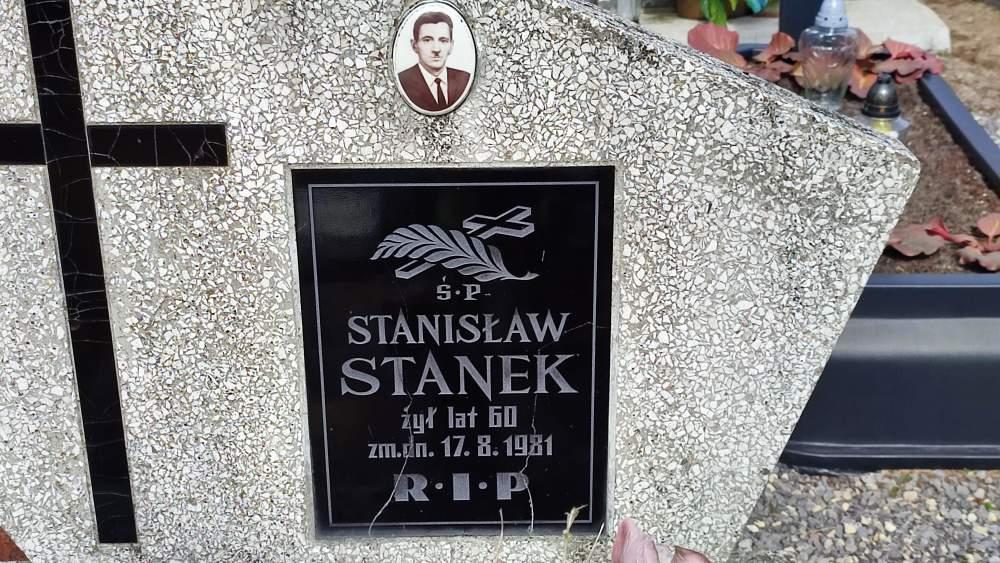 Ś·P
STANISŁAW
STANEK
żył lat 60
zm.dn. 17.8.1981
R·I·P